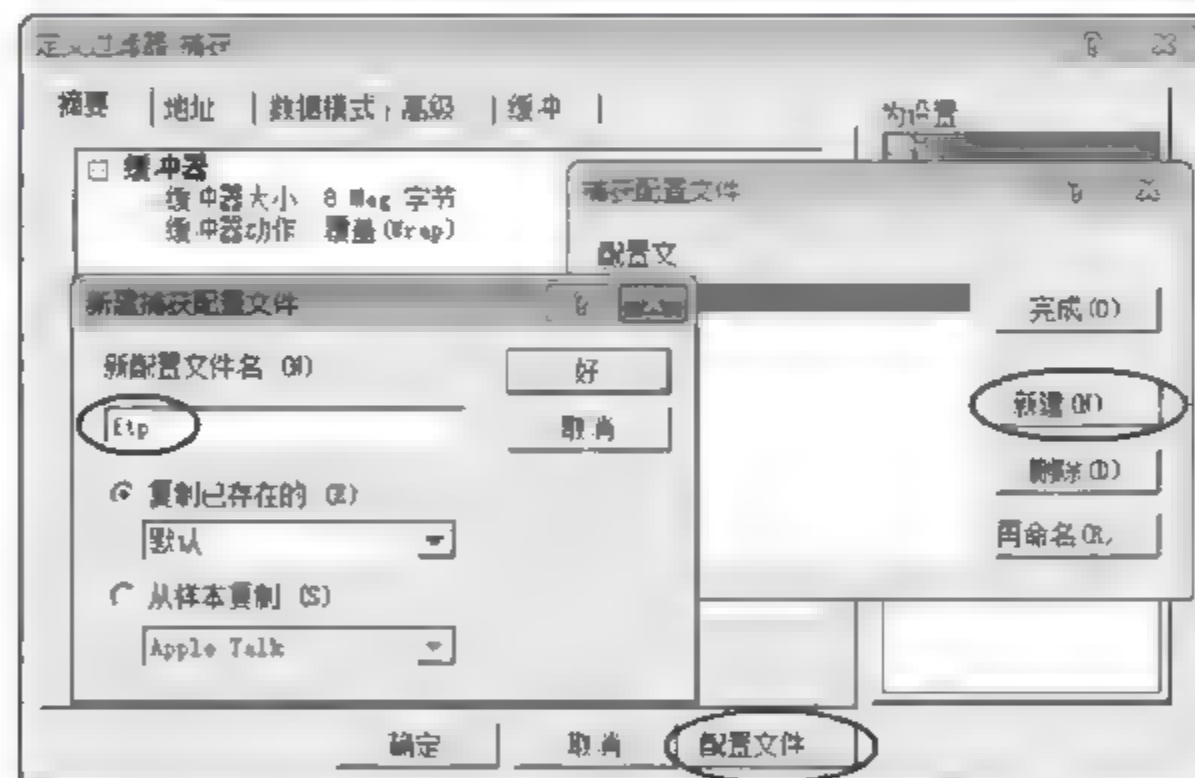 定义过滤器 捕获
摘要 | 地址 | 数据模式 | 高级 | 缓冲 |
为设置
缓冲器
缓冲器大小 8 Meg 字节
缓冲器动作 覆盖(Wrap)
捕获配置文件
配置文
完成(O)
新建(N)
删除(D)
再命名(R,
新建捕获配置文件
新配置文件名 (N)
好
Ftp
取消
复制已存在的 (E)
默认
从样本复制 (S)
Apple Talk
确定
取消
配置文件